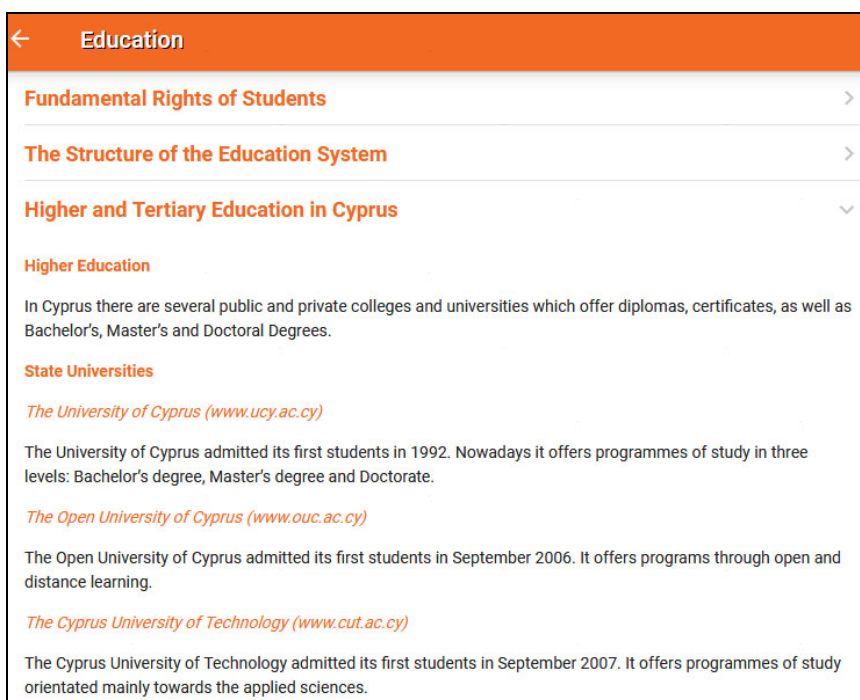 Education
Fundamental Rights of Students
The Structure of the Education System
Higher and Tertiary Education in Cyprus
Higher Education
In Cyprus there are several public and private colleges and universities which offer diplomas, certificates, as well as
Bachelor's, Master's and Doctoral Degrees.
State Universities
The University of Cyprus (www.ucy.ac.cy)
The University of Cyprus admitted its first students in 1992. Nowadays it offers programmes of study in three
levels: Bachelor's degree, Master's degree and Doctorate.
The Open University of Cyprus (www.ouc.ac.cy)
The Open University of Cyprus admitted its first students in September 2006. It offers programs through open and
distance learning.
The Cyprus University of Technology (www.cut.ac.cy)
The Cyprus University of Technology admitted its first students in September 2007. It offers programmes of study
orientated mainly towards the applied sciences.